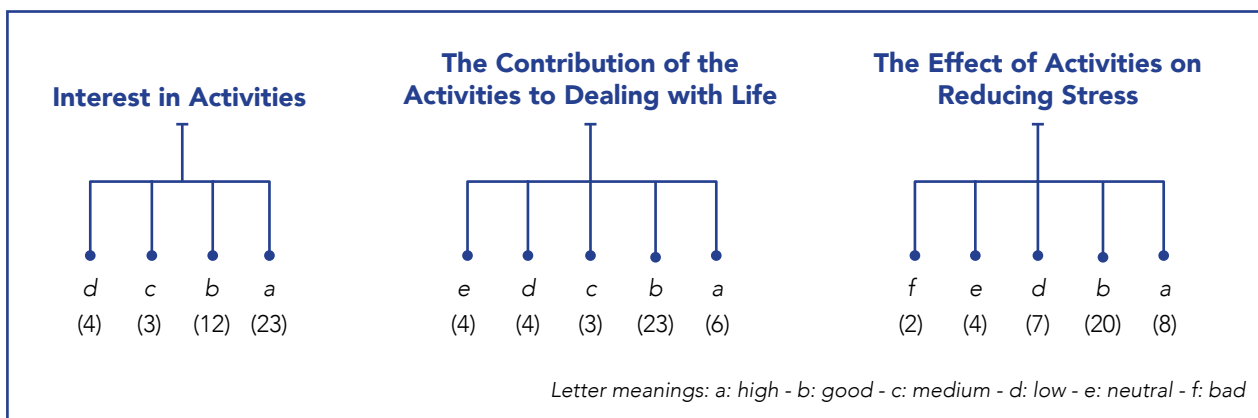 Interest in Activities
d c b a
(4) (3) (12) (23)
The Contribution of the
Activities to Dealing with Life
e d c b a
(4) (4) (3) (23) (6)
The Effect of Activities on
Reducing Stress
f e d b a
(2) (4) (7) (20) (8)
Letter meanings: a: high - b: good - c: medium - d: low - e: neutral - f: bad